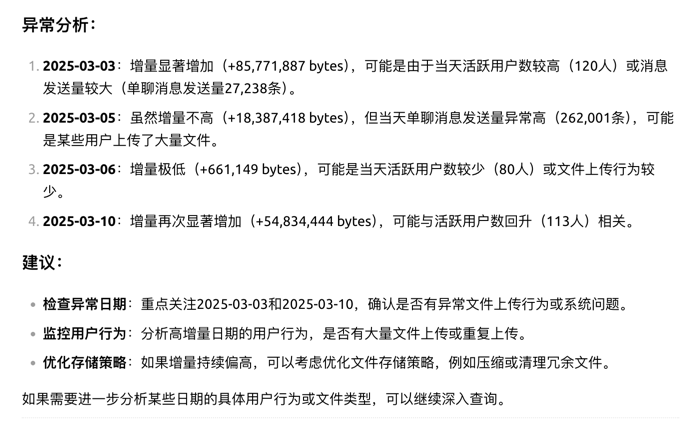 异常分析：
1. 2025-03-03：增量显著增加（+85,771,887 bytes），可能是由于当天活跃用户数较高（120人）或消息
发送量较大（单聊消息发送量27,238条）。
2. 2025-03-05：虽然增量不高（+18,387,418 bytes），但当天单聊消息发送量异常高（262,001条），可能
是某些用户上传了大量文件。
3. 2025-03-06：增量极低（+661,149 bytes），可能是当天活跃用户数较少（80人）或文件上传行为较
少。
4. 2025-03-10：增量再次显著增加（+54,834,444 bytes），可能与活跃用户数回升（113人）相关。
建议：
• 检查异常日期：重点关注2025-03-03和2025-03-10，确认是否有异常文件上传行为或系统问题。
• 监控用户行为：分析高增量日期的用户行为，是否有大量文件上传或重复上传。
• 优化存储策略：如果增量持续偏高，可以考虑优化文件存储策略，例如压缩或清理冗余文件。
如果需要进一步分析某些日期的具体用户行为或文件类型，可以继续深入查询。